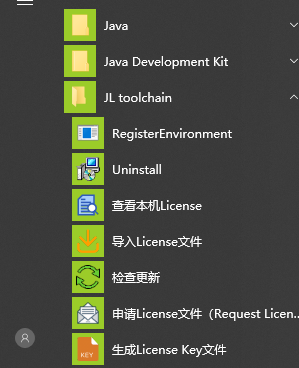 Java
Java Development Kit
JL toolchain
RegisterEnvironment
Uninstall
查看本机License
导入License文件
检查更新
申请License文件（Request Licen...
KEY
生成License Key文件